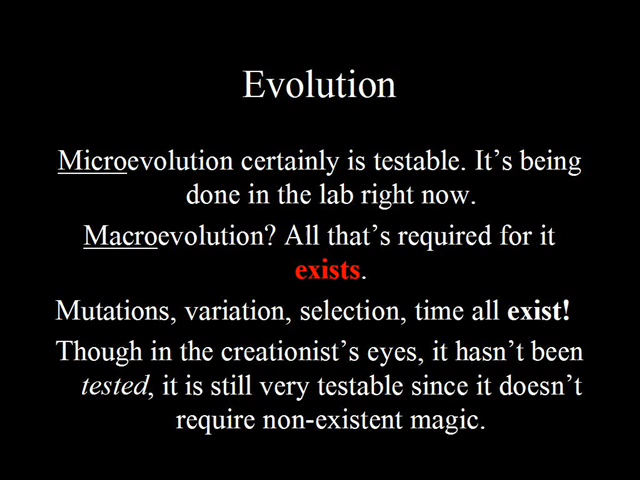 Evolution
Microevolution certainly is testable. It's being
done in the lab right now.
Macroevolution? All that's required for it
exists.
Mutations, variation, selection, time all exist!
Though in the creationist's eyes, it hasn't been
tested, it is still very testable since it doesn't
require non-existent magic.